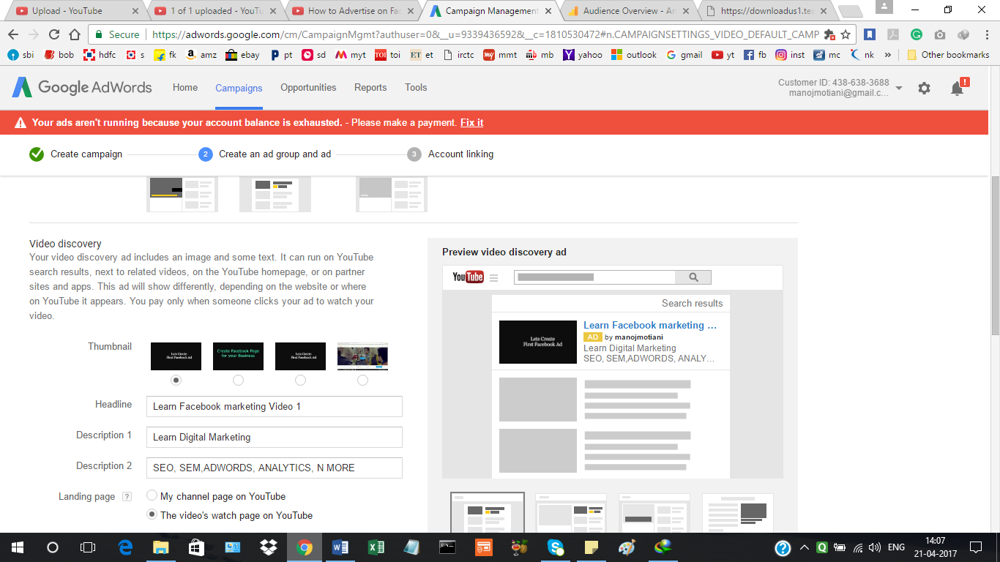 Upload - YouTube
1 of 1 uploaded - YouTu
How to Advertise on Fac
Campaign Management
Audience Overview - An
https://downloadus1.tea
Secure
https://adwords.google.com/cm/CampaignMgmt?authuser=0&__u=9339436592&__c=1810530472#n.CAMPAIGNSETTINGS_VIDEO_DEFAULT_CAMP
sbi bob hdfc s fk amz ebay pt sd myt toi et irctc mmt mb yahoo outlook gmail yt fb inst mc nk » Other bookmarks
Google AdWords
Home Campaigns Opportunities Reports Tools
Customer ID: 438-638-3688
manojmotiani@gmail.c...
Your ads aren't running because your account balance is exhausted. - Please make a payment. Fix it
Create campaign
2 Create an ad group and ad
3 Account linking
Video discovery
Your video discovery ad includes an image and some text. It can run on YouTube
search results, next to related videos, on the YouTube homepage, or on partner
sites and apps. This ad will show differently, depending on the website or where
on YouTube it appears. You pay only when someone clicks your ad to watch your
video.
Thumbnail
Lets Create
First Facebook Ad
Create Facebook Page
for your Business
Lets Create
First Facebook Ad
Headline
Learn Facebook marketing Video 1
Description 1
Learn Digital Marketing
Description 2
SEO, SEM,ADWORDS, ANALYTICS, N MORE
Landing page ?
My channel page on YouTube
The video's watch page on YouTube
Preview video discovery ad
YouTube
Search results
Lets Create
First Facebook Ad
Learn Facebook marketing ...
AD by manojmotiani
Learn Digital Marketing
SEO, SEM,ADWORDS, ANALY...
ENG
14:07
21-04-2017